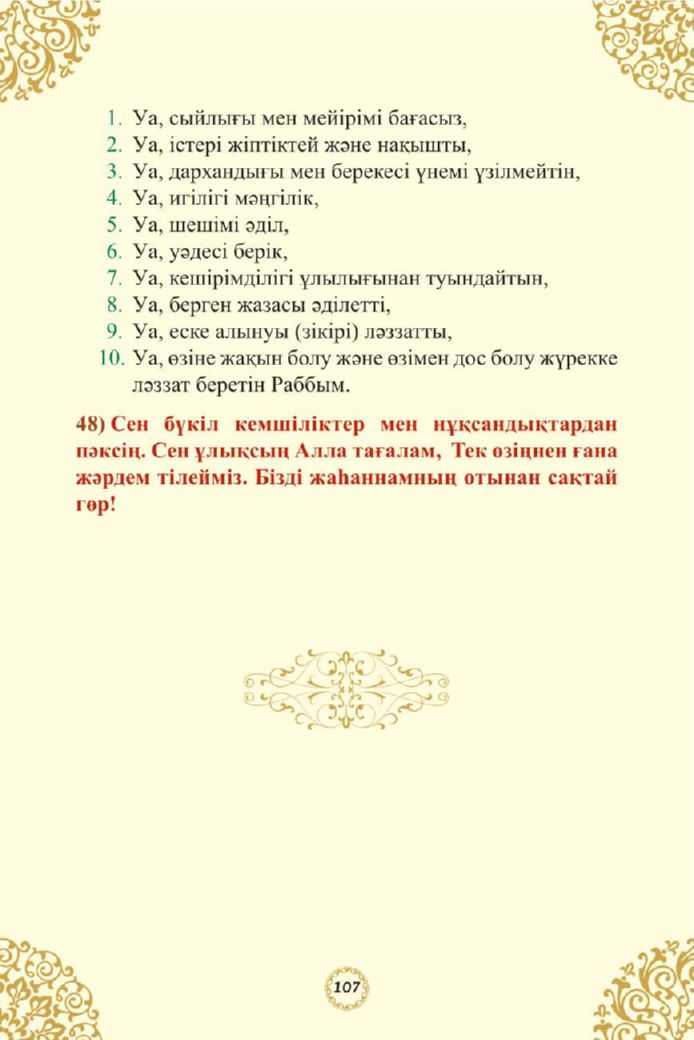 1. Уа, сыйлығы мен мейірімі бағасыз,
2. Уа, істері жіптіктей және нақышты,
3. Уа, дархандығы мен берекесі үнемі үзілмейтін,
4. Уа, игілігі мәңгілік,
5. Уа, шешімі әділ,
6. Уа, уәдесі берік,
7. Уа, кешірімділігі ұлылығынан туындайтын,
8. Уа, берген жазасы әділетті,
9. Уа, еске алынуы (зікірі) ләззатты,
10. Уа, өзіне жақын болу және өзімен дос болу жүрекке
ләззат беретін Раббым.
48) Сен бүкіл кемшіліктер мен нұқсандықтардан
пәксің. Сен ұлықсың Алла тағалам, Тек өзіңнен ғана
жәрдем тілейміз. Бізді жаһаннамның отынан сақтай
гөр!
107